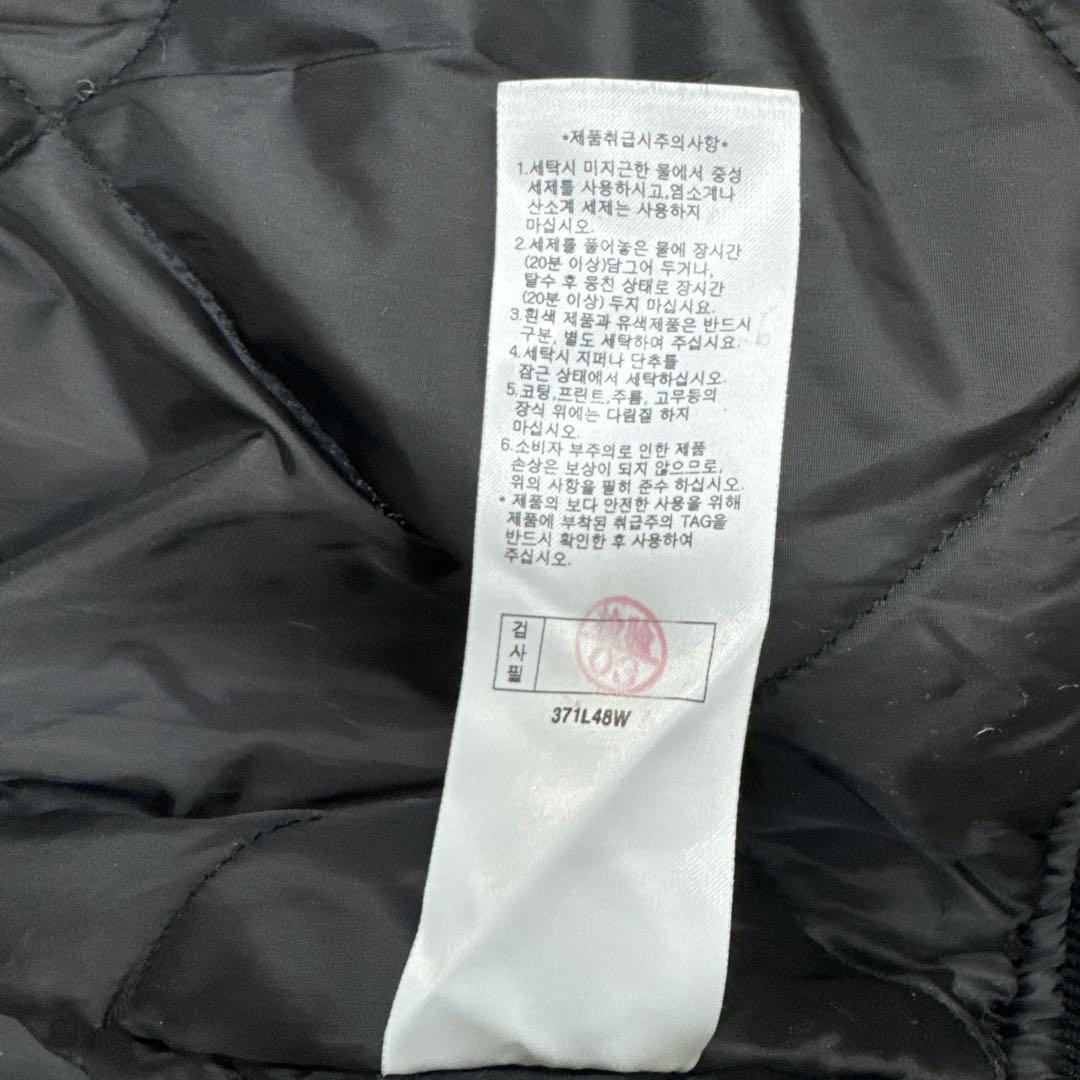 *제품취급시주의사항*
1.세탁시 미지근한 물에서 중성
세제를 사용하시고,염소계나
산소계 세제는 사용하지
마십시오.
2.세제를 풀어놓은 물에 장시간
(20분 이상)담그어 두거나,
탈수 후 뭉친 상태로 장시간
(20분 이상) 두지 마십시요.
3.흰색 제품과 유색제품은 반드시
구분, 별도 세탁하여 주십시요.
4.세탁시 지퍼나 단추를
잠근 상태에서 세탁하십시오.
5.코팅,프린트,주름, 고무등의
장식 위에는 다림질 하지
마십시오.
6.소비자 부주의로 인한 제품
손상은 보상이 되지 않으므로,
위의 사항을 필히 준수 하십시오.
* 제품의 보다 안전한 사용을 위해
제품에 부착된 취급주의 TAG을
반드시 확인한 후 사용하여
주십시오.
검
사
필
371L48W